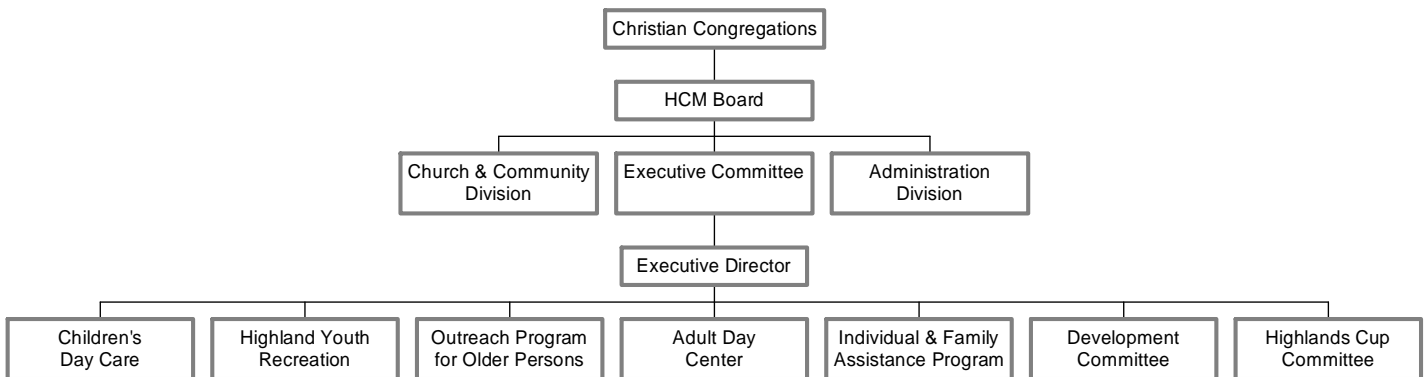 Christian Congregations
HCM Board
Church & Community
Division
Executive Committee
Administration
Division
Executive Director
Children's
Day Care
Highland Youth
Recreation
Outreach Program
for Older Persons
Adult Day
Center
Individual & Family
Assistance Program
Development
Committee
Highlands Cup
Committee